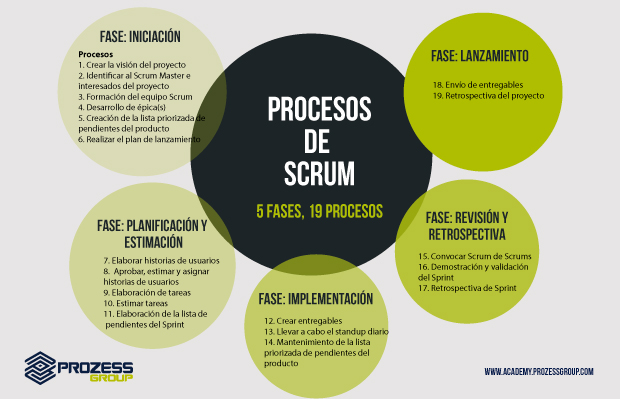 FASE: INICIACIÓN
Procesos
1. Crear la visión del proyecto
2. Identificar al Scrum Master e
interesados del proyecto
3. Formación del equipo Scrum
4. Desarrollo de épica(s)
5. Creación de la lista priorizada de
pendientes del producto
6. Realizar el plan de lanzamiento
PROCESOS
DE
SCRUM
5 FASES, 19 PROCESOS
FASE: LANZAMIENTO
18. Envío de entregables
19. Retrospectiva del proyecto
FASE: PLANIFICACIÓN Y
ESTIMACIÓN
7. Elaborar historias de usuarios
8. Aprobar, estimar y asignar
historias de usuarios
9. Elaboración de tareas
10. Estimar tareas
11. Elaboración de la lista de
pendientes del Sprint
FASE: IMPLEMENTACIÓN
12. Crear entregables
13. Llevar a cabo el standup diario
14. Mantenimiento de la lista
priorizada de pendientes del
producto
FASE: REVISIÓN Y
RETROSPECTIVA
15. Convocar Scrum de Scrums
16. Demostración y validación
del Sprint
17. Retrospectiva de Sprint
PROZESS
GROUP
WWW.ACADEMY.PROZESSGROUP.COM